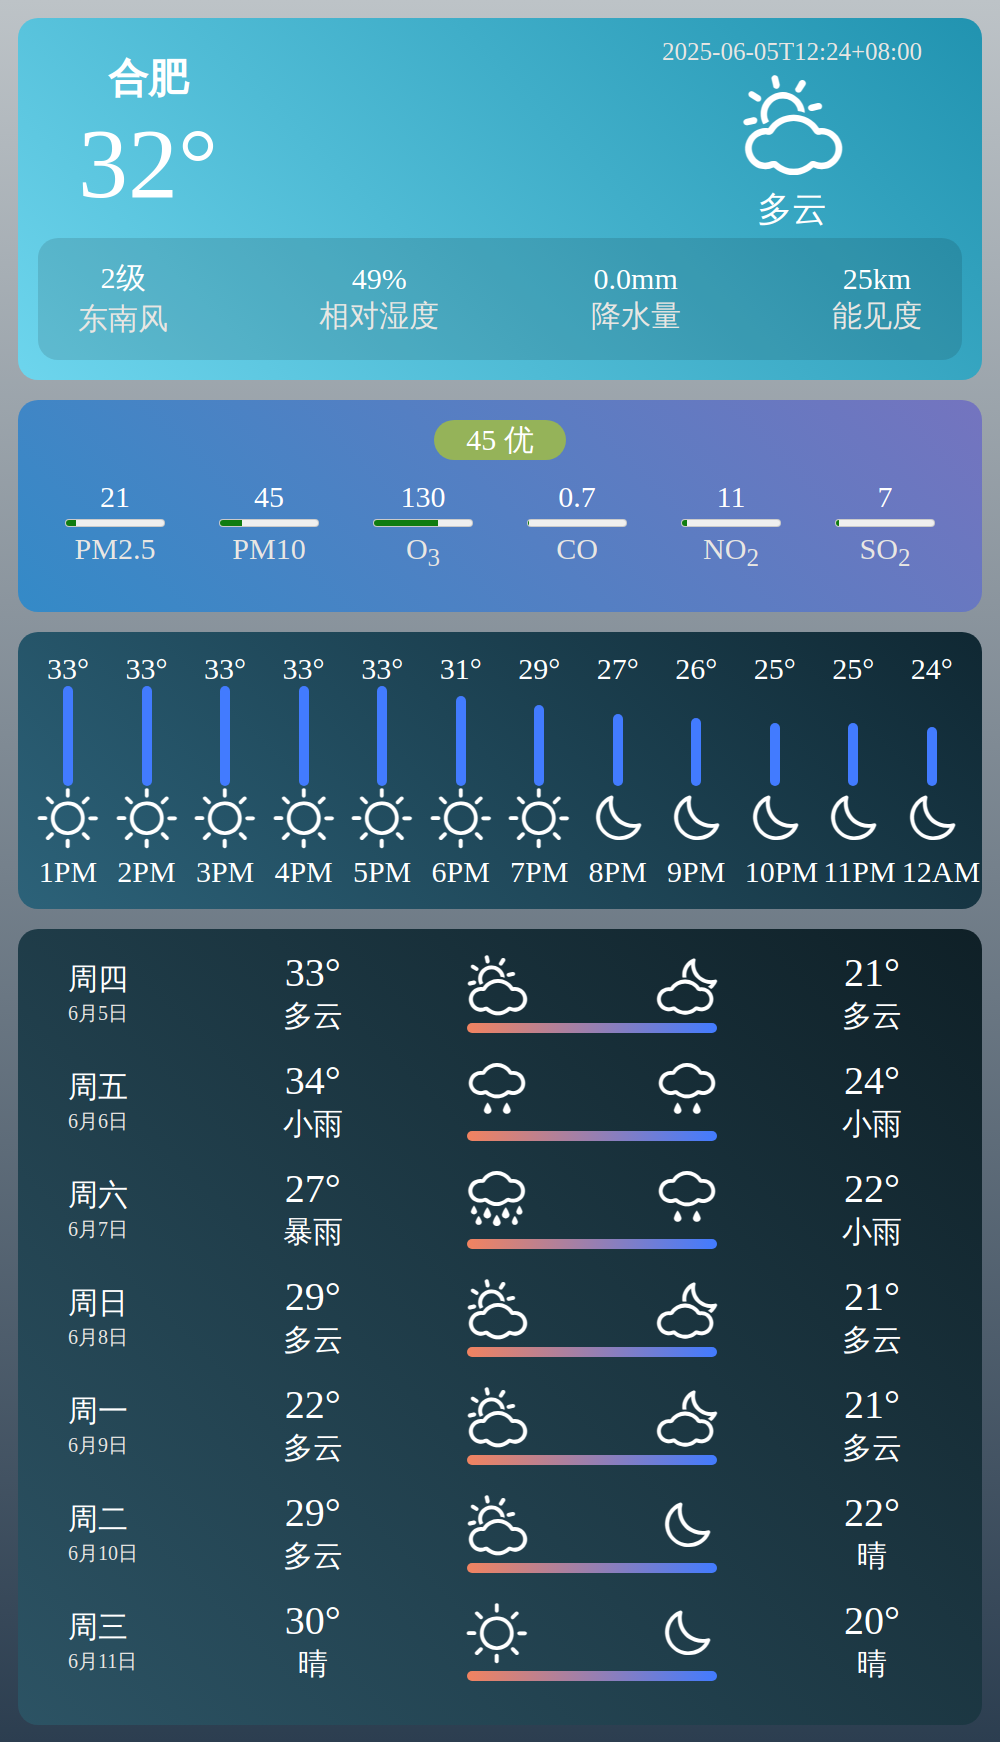 合肥
32°
2025-06-05T12:24+08:00
多云
2级 49% 0.0mm 25km
东南风 相对湿度 降水量 能见度
45 优
21 45 130 0.7 11 7
PM2.5 PM10 O3 CO NO2 SO2
33° 33° 33° 33° 33° 31° 29° 27° 26° 25° 25° 24°
1PM 2PM 3PM 4PM 5PM 6PM 7PM 8PM 9PM 10PM 11PM 12AM
周四 33° 21°
6月5日 多云 多云
周五 34° 24°
6月6日 小雨 小雨
周六 27° 22°
6月7日 暴雨 小雨
周日 29° 21°
6月8日 多云 多云
周一 22° 21°
6月9日 多云 多云
周二 29° 22°
6月10日 多云 晴
周三 30° 20°
6月11日 晴 晴